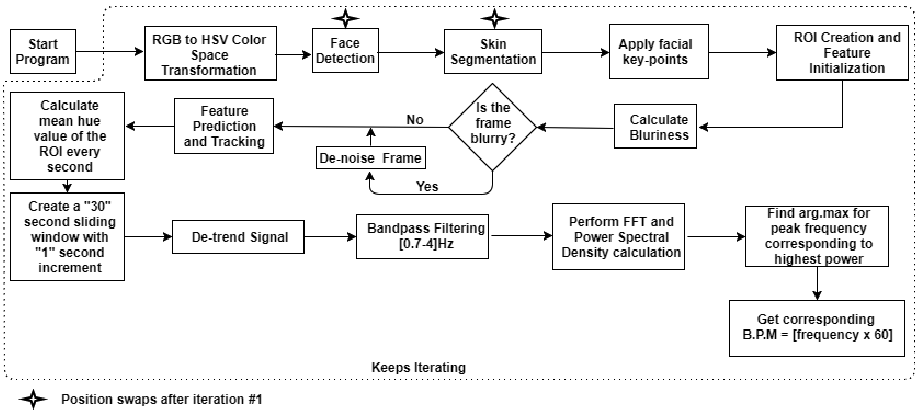 Start
Program
RGB to HSV Color
Space
Transformation
Face
Detection
Skin
Segmentation
Apply facial
key-points
ROI Creation and
Feature
Initialization
Calculate
Bluriness
Is the
frame
blurry?
No
Yes
De-noise Frame
Feature
Prediction
and Tracking
Calculate
mean hue
value of the
ROI every
second
Create a "30"
second sliding
window with
"1" second
increment
De-trend Signal
Bandpass Filtering
[0.7-4]Hz
Perform FFT and
Power Spectral
Density calculation
Find arg.max for
peak frequency
corresponding to
highest power
Get corresponding
B.P.M = [frequency x 60]
Keeps Iterating
Position swaps after iteration #1